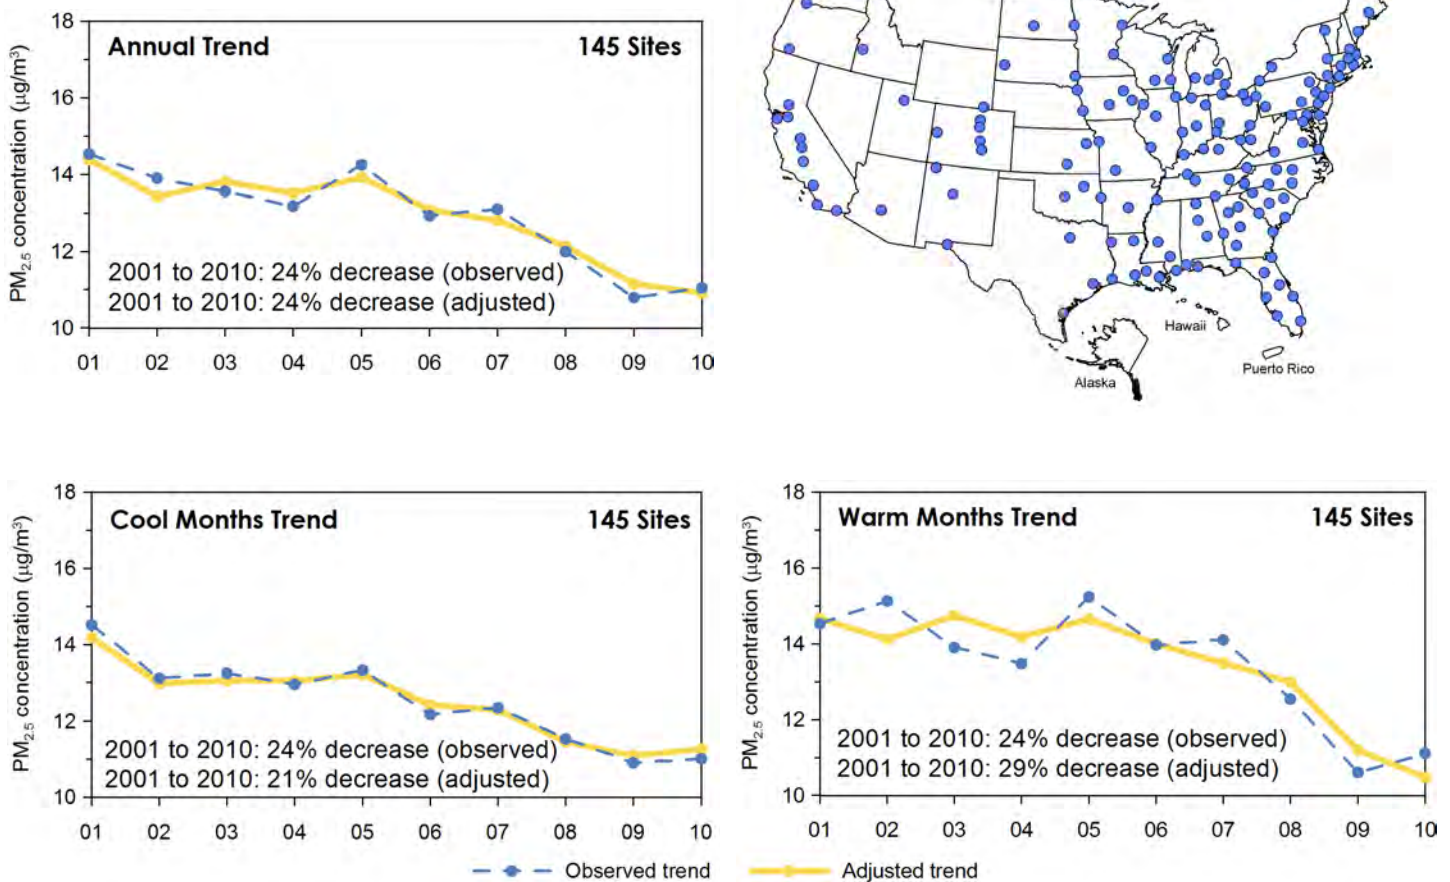 Annual Trend 145 Sites
PM2.5 concentration (μg/m³)
18
16
14
12
10
2001 to 2010: 24% decrease (observed)
2001 to 2010: 24% decrease (adjusted)
01 02 03 04 05 06 07 08 09 10
Hawaii
Alaska
Puerto Rico
Cool Months Trend 145 Sites
PM2.5 concentration (μg/m³)
18
16
14
12
10
2001 to 2010: 24% decrease (observed)
2001 to 2010: 21% decrease (adjusted)
01 02 03 04 05 06 07 08 09 10
Warm Months Trend 145 Sites
PM2.5 concentration (μg/m³)
18
16
14
12
10
2001 to 2010: 24% decrease (observed)
2001 to 2010: 29% decrease (adjusted)
01 02 03 04 05 06 07 08 09 10
Observed trend Adjusted trend